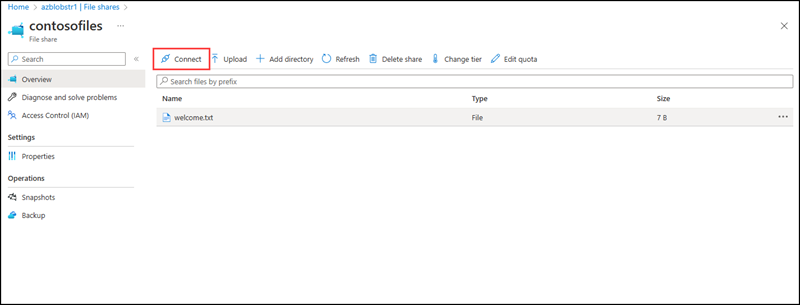 Home > azblobstr1 | File shares >
contosofiles ...
File share
Search
Connect Upload Add directory Refresh Delete share Change tier Edit quota
Overview
Diagnose and solve problems
Access Control (IAM)
Settings
Properties
Operations
Snapshots
Backup
Search files by prefix
Name Type Size
welcome.txt File 7 B ...